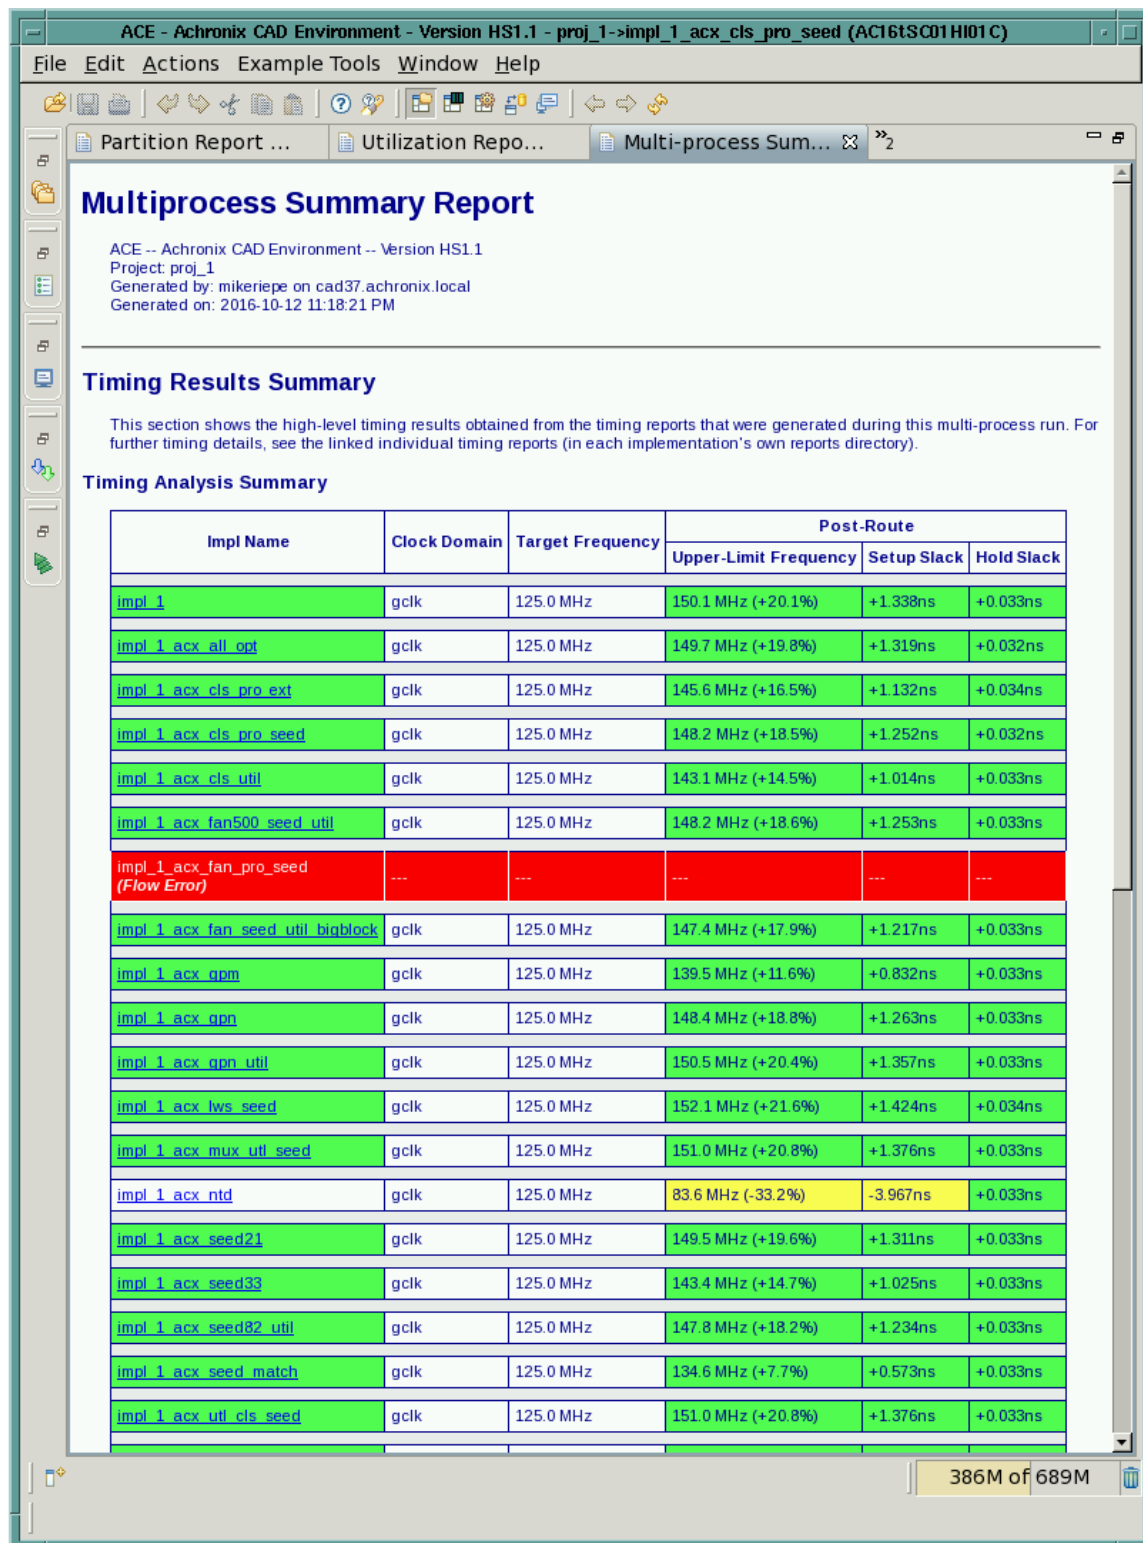 ACE - Achronix CAD Environment - Version HS1.1 - proj_1->impl_1_acx_cls_pro_seed (AC16tSC01HI01C)
File Edit Actions Example Tools Window Help
Partition Report ... Utilization Repo... Multi-process Sum... »2
Multiprocess Summary Report
ACE -- Achronix CAD Environment -- Version HS1.1
Project: proj_1
Generated by: mikeriepe on cad37.achronix.local
Generated on: 2016-10-12 11:18:21 PM
Timing Results Summary
This section shows the high-level timing results obtained from the timing reports that were generated during this multi-process run. For
further timing details, see the linked individual timing reports (in each implementation's own reports directory).
Timing Analysis Summary
Impl Name Clock Domain Target Frequency Post-Route
Upper-Limit Frequency Setup Slack Hold Slack
impl_1 gclk 125.0 MHz 150.1 MHz (+20.1%) +1.338ns +0.033ns
impl_1_acx_all_opt gclk 125.0 MHz 149.7 MHz (+19.8%) +1.319ns +0.032ns
impl_1_acx_cls_pro_ext gclk 125.0 MHz 145.6 MHz (+16.5%) +1.132ns +0.034ns
impl_1_acx_cls_pro_seed gclk 125.0 MHz 148.2 MHz (+18.5%) +1.252ns +0.032ns
impl_1_acx_cls_util gclk 125.0 MHz 143.1 MHz (+14.5%) +1.014ns +0.033ns
impl_1_acx_fan500_seed_util gclk 125.0 MHz 148.2 MHz (+18.6%) +1.253ns +0.033ns
impl_1_acx_fan_pro_seed
(Flow Error) --- --- --- --- ---
impl_1_acx_fan_seed_util_bigblock gclk 125.0 MHz 147.4 MHz (+17.9%) +1.217ns +0.033ns
impl_1_acx_gpm gclk 125.0 MHz 139.5 MHz (+11.6%) +0.832ns +0.033ns
impl_1_acx_gpn gclk 125.0 MHz 148.4 MHz (+18.8%) +1.263ns +0.033ns
impl_1_acx_gpn_util gclk 125.0 MHz 150.5 MHz (+20.4%) +1.357ns +0.033ns
impl_1_acx_lws_seed gclk 125.0 MHz 152.1 MHz (+21.6%) +1.424ns +0.034ns
impl_1_acx_mux_utl_seed gclk 125.0 MHz 151.0 MHz (+20.8%) +1.376ns +0.033ns
impl_1_acx_ntd gclk 125.0 MHz 83.6 MHz (-33.2%) -3.967ns +0.033ns
impl_1_acx_seed21 gclk 125.0 MHz 149.5 MHz (+19.6%) +1.311ns +0.033ns
impl_1_acx_seed33 gclk 125.0 MHz 143.4 MHz (+14.7%) +1.025ns +0.033ns
impl_1_acx_seed82_util gclk 125.0 MHz 147.8 MHz (+18.2%) +1.234ns +0.033ns
impl_1_acx_seed_match gclk 125.0 MHz 134.6 MHz (+7.7%) +0.573ns +0.033ns
impl_1_acx_utl_cls_seed gclk 125.0 MHz 151.0 MHz (+20.8%) +1.376ns +0.033ns
386M of 689M